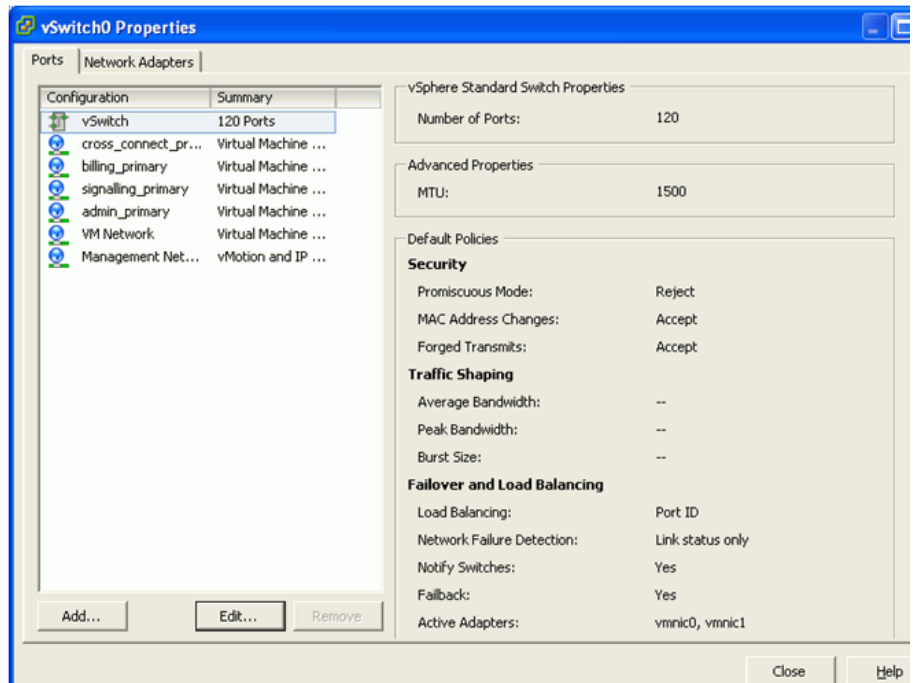 vSwitch0 Properties
Ports Network Adapters
Configuration Summary
vSwitch 120 Ports
cross_connect_pr... Virtual Machine ...
billing_primary Virtual Machine ...
signalling_primary Virtual Machine ...
admin_primary Virtual Machine ...
VM Network Virtual Machine ...
Management Net... vMotion and IP ...
Add... Edit... Remove
vSphere Standard Switch Properties
Number of Ports: 120
Advanced Properties
MTU: 1500
Default Policies
Security
Promiscuous Mode: Reject
MAC Address Changes: Accept
Forged Transmits: Accept
Traffic Shaping
Average Bandwidth: --
Peak Bandwidth: --
Burst Size: --
Failover and Load Balancing
Load Balancing: Port ID
Network Failure Detection: Link status only
Notify Switches: Yes
Failback: Yes
Active Adapters: vmnic0, vmnic1
Close Help